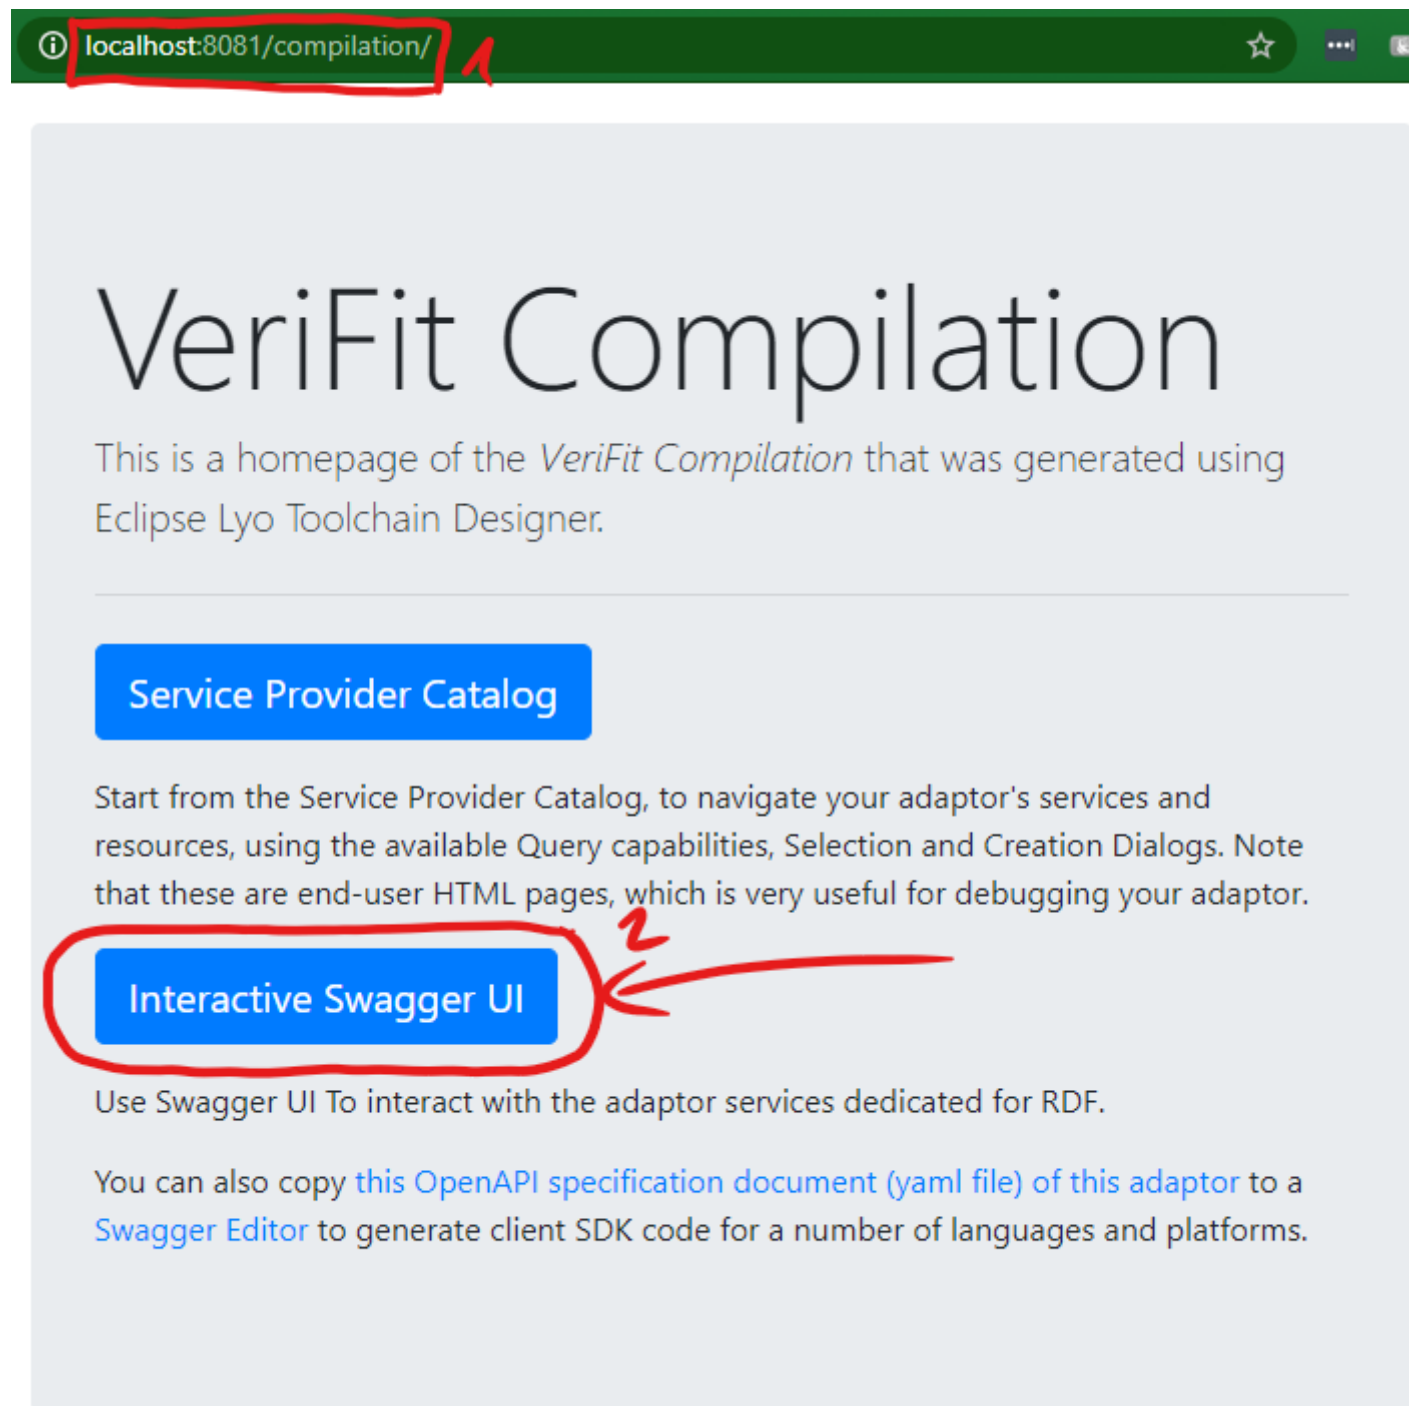 localhost:8081/compilation/
1
VeriFit Compilation
This is a homepage of the VeriFit Compilation that was generated using
Eclipse Lyo Toolchain Designer.
Service Provider Catalog
Start from the Service Provider Catalog, to navigate your adaptor's services and
resources, using the available Query capabilities, Selection and Creation Dialogs. Note
that these are end-user HTML pages, which is very useful for debugging your adaptor.
2
Interactive Swagger UI
Use Swagger UI To interact with the adaptor services dedicated for RDF.
You can also copy this OpenAPI specification document (yaml file) of this adaptor to a
Swagger Editor to generate client SDK code for a number of languages and platforms.